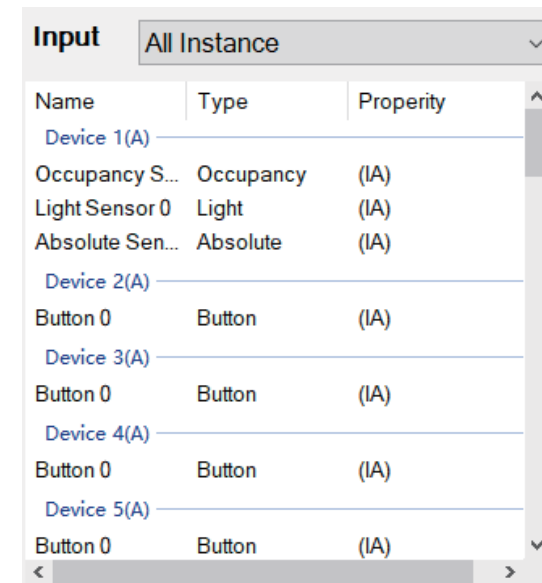 Input All Instance
Name Type Properity
Device 1(A)
Occupancy S... Occupancy (IA)
Light Sensor 0 Light (IA)
Absolute Sen... Absolute (IA)
Device 2(A)
Button 0 Button (IA)
Device 3(A)
Button 0 Button (IA)
Device 4(A)
Button 0 Button (IA)
Device 5(A)
Button 0 Button (IA)